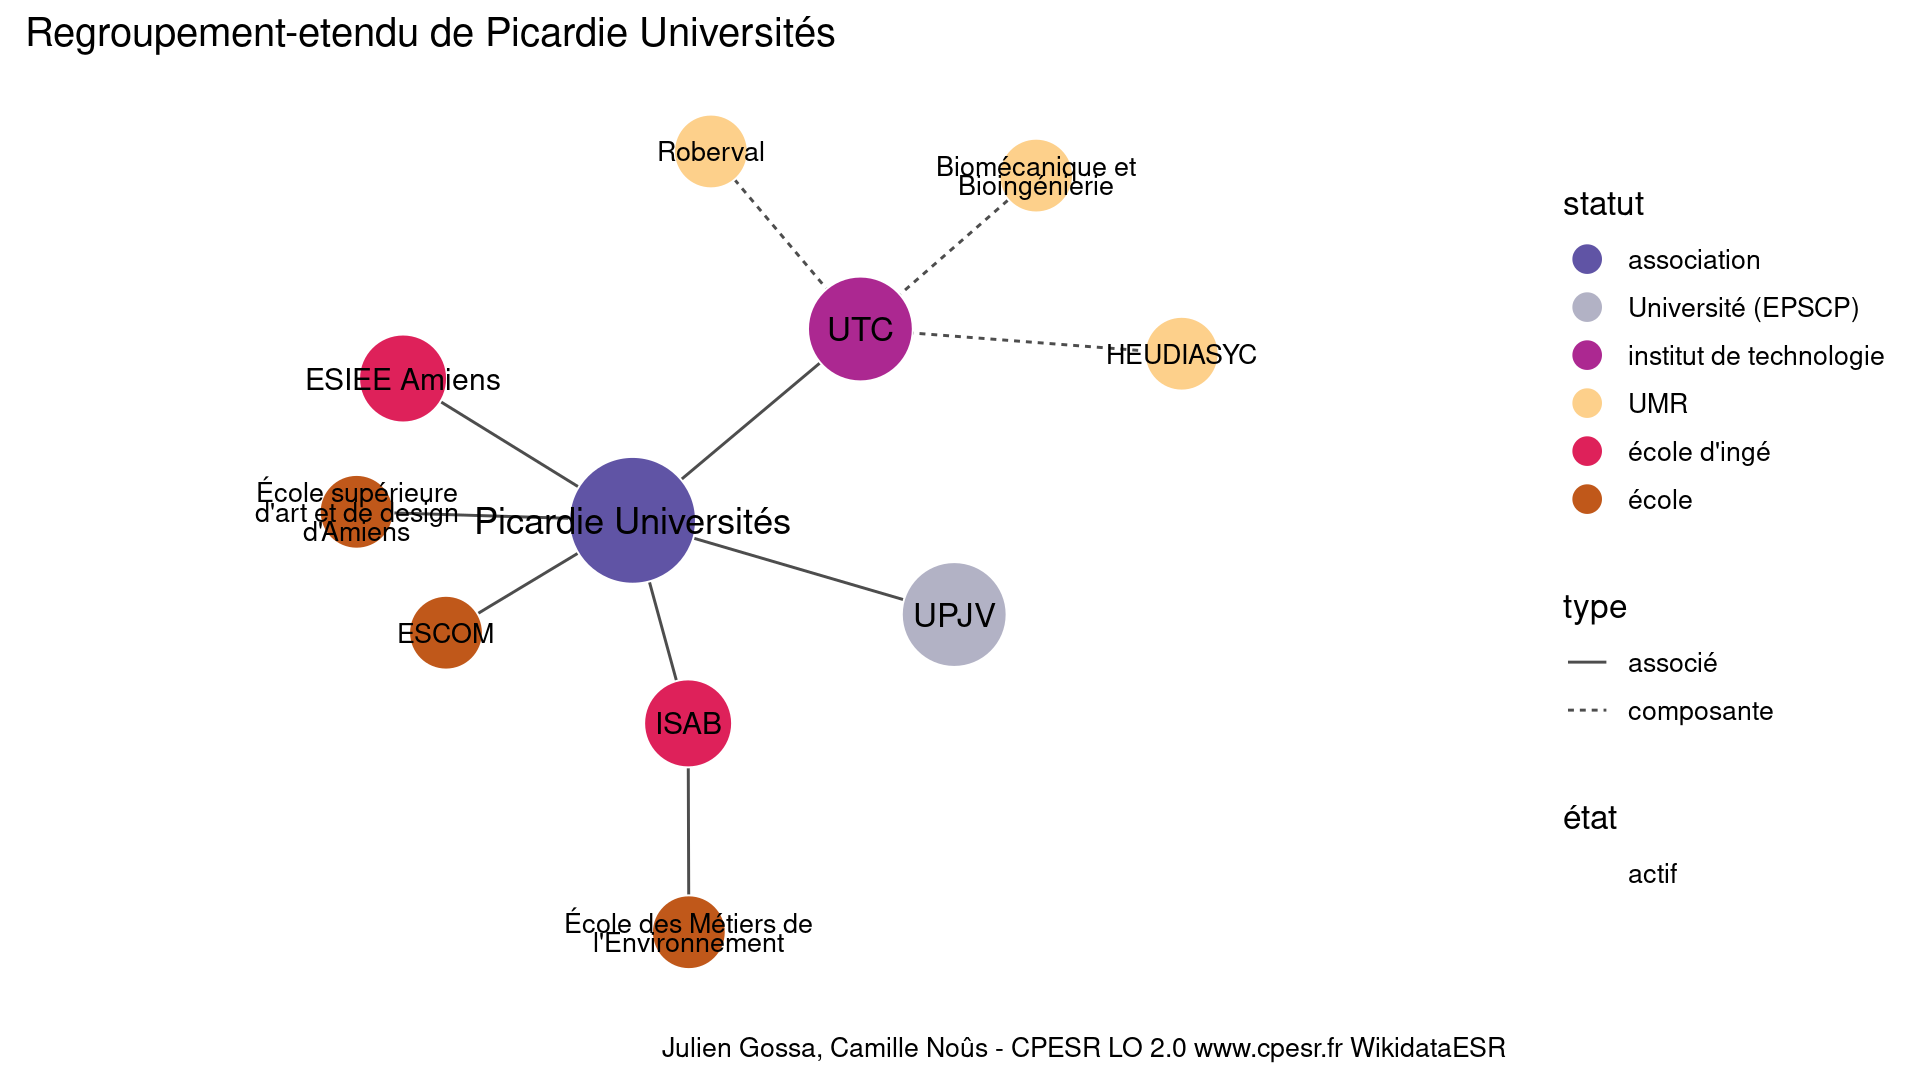 Regroupement-etendu de Picardie Universités
Roberval
Biomécanique et
Bioingénierie
UTC
HEUDIASYC
ESIEE Amiens
École supérieure
d'art et de design
d'Amiens
Picardie Universités
ESCOM
UPJV
ISAB
École des Métiers de
l'Environnement
statut
association
Université (EPSCP)
institut de technologie
UMR
école d'ingé
école
type
associé
composante
état
actif
Julien Gossa, Camille Noûs - CPESR LO 2.0 www.cpesr.fr WikidataESR